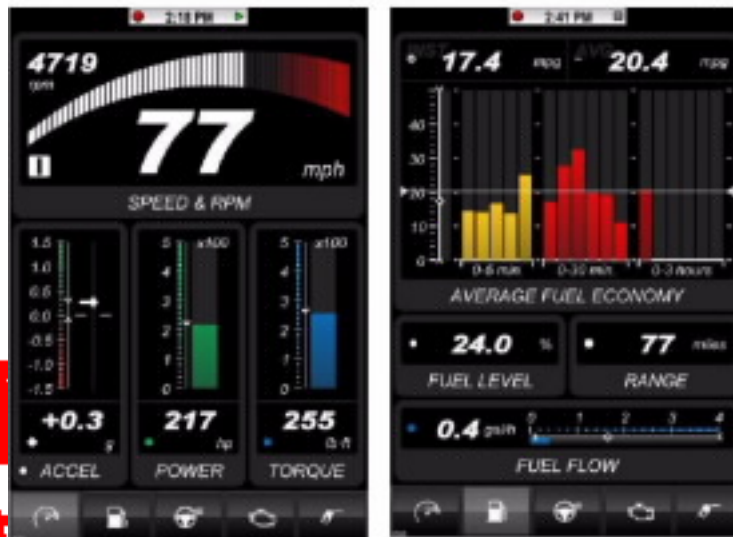 2:18 PM
4719
rpm
77
mph
SPEED & RPM
1.5
1.0
0.5
0.0
-0.5
-1.0
-1.5
+0.3
g
ACCEL
5 x100
4
3
2
1
0
217
hp
POWER
5 x100
4
3
2
1
0
255
lb-ft
TORQUE
2:41 PM
INST
17.4 mpg
AVG
20.4 mpg
40
30
20
10
0
0-5 min
0-30 min
0-3 hours
AVERAGE FUEL ECONOMY
24.0 %
FUEL LEVEL
77 miles
RANGE
0.4 gal/h
0 1 2 3 4
FUEL FLOW